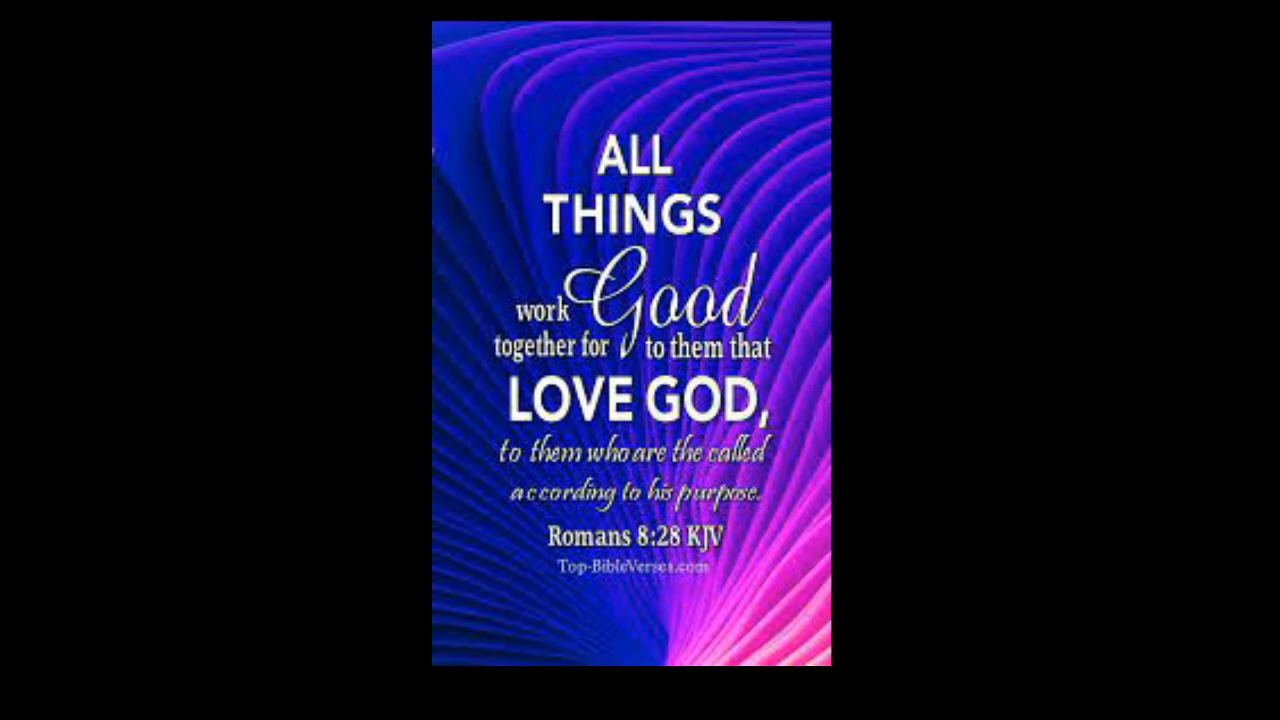 ALL
THINGS
work Good
together for to them that
LOVE GOD,
to them who are the called
according to his purpose.
Romans 8:28 KJV
Top-BibleVerses.com